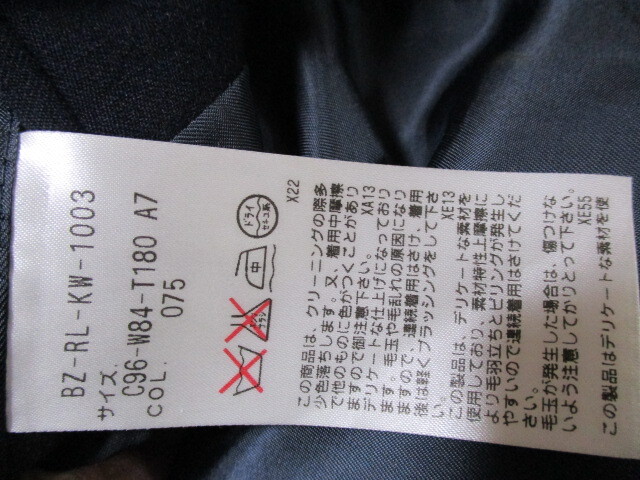 BZ-RL-KW-1003
サイズ.
C96-W84-T180 A7
COL. 075
エンソ
サラシ
中
ドライ
セキユ系
X22
この商品は、クリーニングの際多
少色落ちします。又、着用中摩擦
で他のものに色がつくことがあり
ますので御注意下さい。
XA13
デリケートな仕上げになっており
ます。毛玉や毛乱れの原因になり
ますので、連続着用はさけ、着用
後は軽くブラッシングをして下さ
い。
XE13
この製品は、デリケートな素材を
使用しており、素材特性上摩擦に
より毛羽立ちとピリングが発生し
やすいので連続着用はさけてくだ
さい。
毛玉が発生した場合は、傷つけな
いよう注意してかりとって下さい。
XE55
この製品はデリケートな素材を使